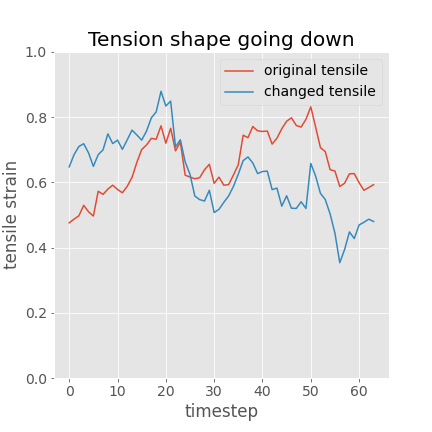 Tension shape going down
original tensile
changed tensile
tensile strain
1.0
0.8
0.6
0.4
0.2
0.0
0 10 20 30 40 50 60
timestep